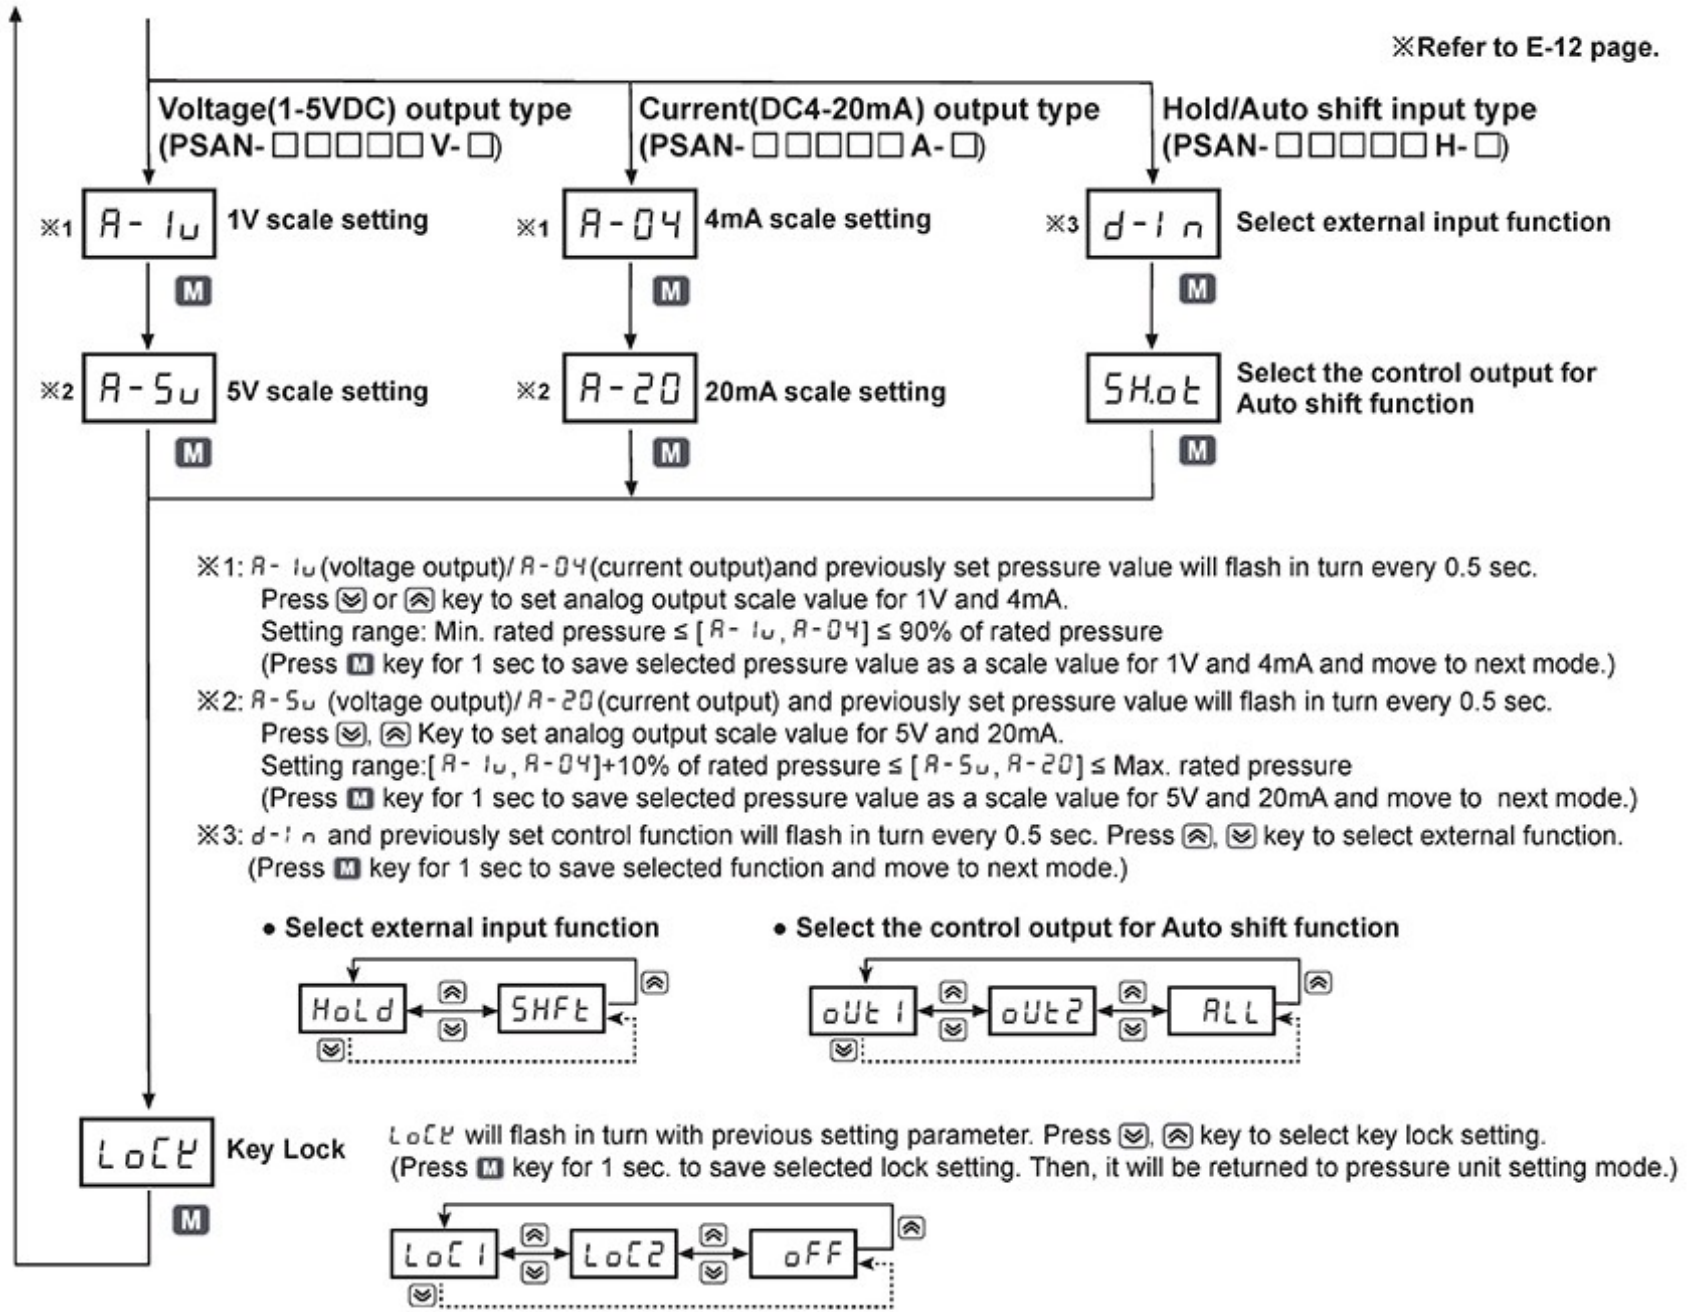 ※Refer to E-12 page.
Voltage(1-5VDC) output type
(PSAN-□□□□□V-□)
Current(DC4-20mA) output type
(PSAN-□□□□□A-□)
Hold/Auto shift input type
(PSAN-□□□□□H-□)
※1 A-1v 1V scale setting
※1 A-04 4mA scale setting
※3 d-In Select external input function
M M M
※2 A-5v 5V scale setting
※2 A-20 20mA scale setting
SH.ot Select the control output for
Auto shift function
M M M
※1: A-1v(voltage output)/A-04(current output)and previously set pressure value will flash in turn every 0.5 sec.
Press or key to set analog output scale value for 1V and 4mA.
Setting range: Min. rated pressure ≤ [A-1v, A-04] ≤ 90% of rated pressure
(Press M key for 1 sec to save selected pressure value as a scale value for 1V and 4mA and move to next mode.)
※2: A-5v (voltage output)/A-20(current output) and previously set pressure value will flash in turn every 0.5 sec.
Press , Key to set analog output scale value for 5V and 20mA.
Setting range:[A-1v, A-04]+10% of rated pressure ≤ [A-5v, A-20] ≤ Max. rated pressure
(Press M key for 1 sec to save selected pressure value as a scale value for 5V and 20mA and move to next mode.)
※3: d-In and previously set control function will flash in turn every 0.5 sec. Press , key to select external function.
(Press M key for 1 sec to save selected function and move to next mode.)
● Select external input function
● Select the control output for Auto shift function
HoLd SHFt
oUt1 oUt2 ALL
LoCK Key Lock
LoCK will flash in turn with previous setting parameter. Press , key to select key lock setting.
(Press M key for 1 sec. to save selected lock setting. Then, it will be returned to pressure unit setting mode.)
M
LoC1 LoC2 oFF